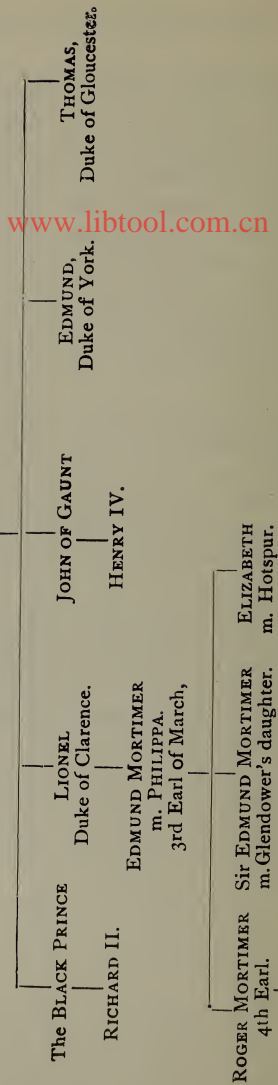 The BLACK PRINCE
RICHARD II.
LIONEL
Duke of Clarence.
EDMUND MORTIMER
m. PHILIPPA.
3rd Earl of March,
JOHN OF GAUNT
HENRY IV.
EDMUND,
Duke of York.
THOMAS,
Duke of Gloucester.
ROGER MORTIMER
4th Earl.
Sir EDMUND MORTIMER
m. Glendower's daughter.
ELIZABETH
m. Hotspur.
www.libtool.com.cn